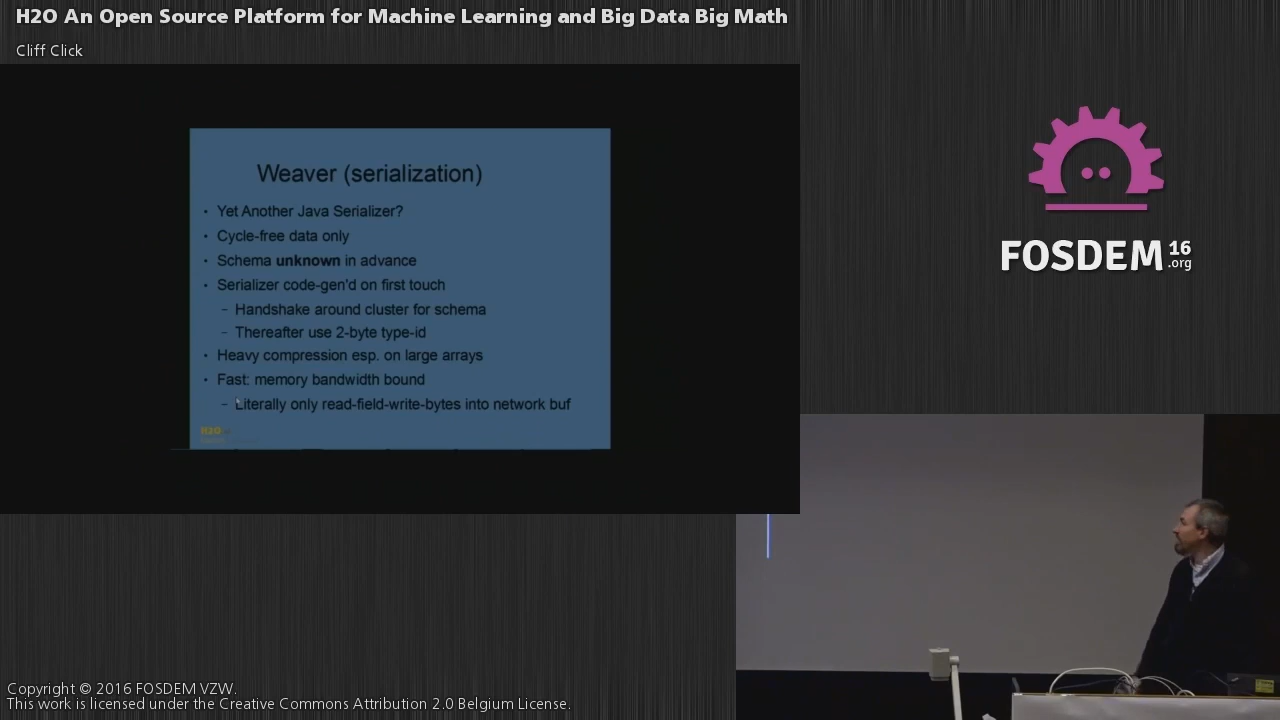 H2O An Open Source Platform for Machine Learning and Big Data Big Math
Cliff Click
Weaver (serialization)
• Yet Another Java Serializer?
• Cycle-free data only
• Schema unknown in advance
• Serializer code-gen'd on first touch
– Handshake around cluster for schema
– Thereafter use 2-byte type-id
• Heavy compression esp. on large arrays
• Fast: memory bandwidth bound
– Literally only read-field-write-bytes into network buf
H2O
FOSDEM 16 .org
Copyright © 2016 FOSDEM VZW.
This work is licensed under the Creative Commons Attribution 2.0 Belgium License.